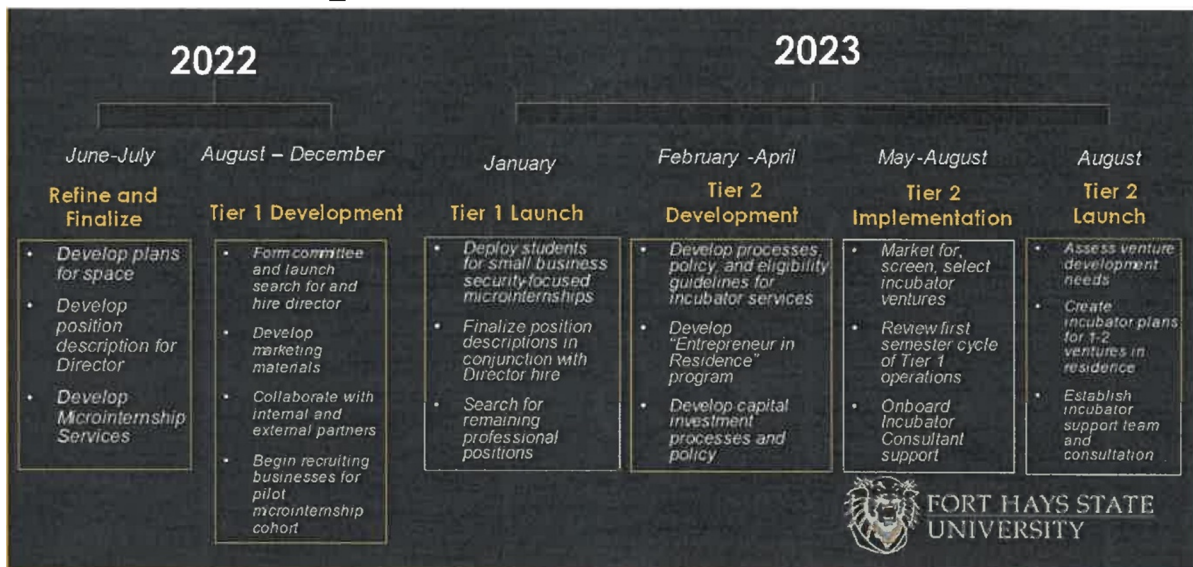 2022
2023
June-July
August – December
January
February -April
May-August
August
Refine and
Finalize
Tier 1 Development
Tier 1 Launch
Tier 2
Development
Tier 2
Implementation
Tier 2
Launch
• Develop plans
for space
• Develop
position
description for
Director
• Develop
Microinternship
Services
• Form committee
and launch
search for and
hire director
• Develop
marketing
materials
• Collaborate with
internal and
external partners
• Begin recruiting
businesses for
pilot
microinternship
cohort
• Deploy students
for small business
security-focused
microinternships
• Finalize position
descriptions in
conjunction with
Director hire
• Search for
remaining
professional
positions
• Develop processes,
policy, and eligibility
guidelines for
incubator services
• Develop
"Entrepreneur in
Residence"
program
• Develop capital
investment
processes and
policy
• Market for,
screen, select
incubator
ventures
• Review first
semester cycle
of Tier 1
operations
• Onboard
Incubator
Consultant
support
• Assess venture
development
needs
• Create
incubator plans
for 1-2
ventures in
residence
• Establish
incubator
support team
and
consultation
FORT HAYS STATE
UNIVERSITY